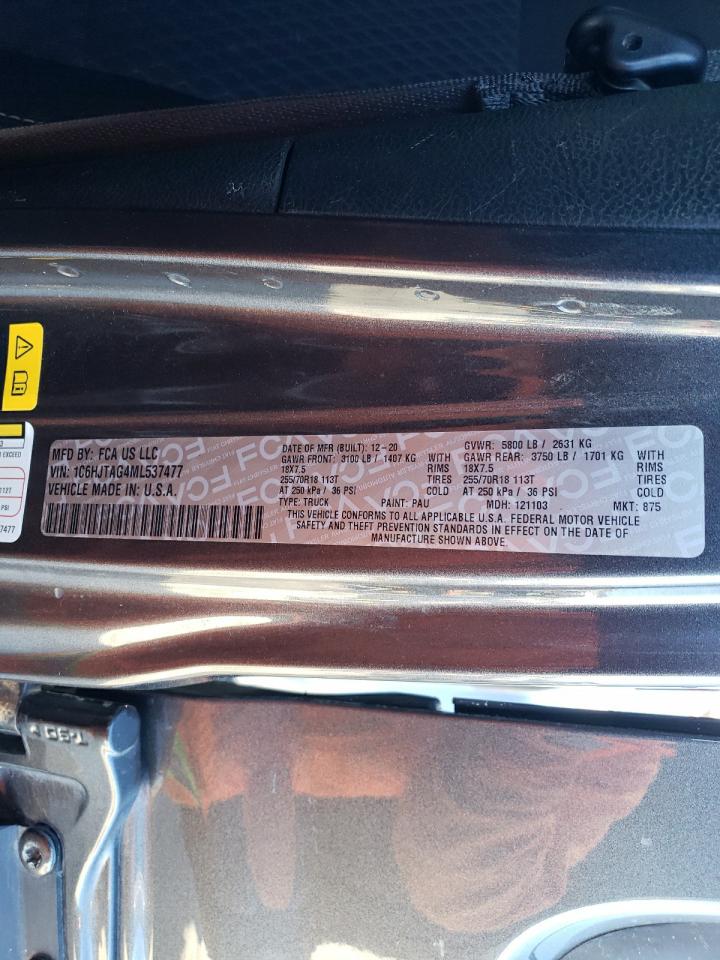 MFD BY: FCA US LLC
VIN: 1C6HJTAG4ML537477
VEHICLE MADE IN: U.S.A.
DATE OF MFR (BUILT): 12-20
GVWR: 5800 LB / 2631 KG
GAWR FRONT: 3100 LB / 1407 KG WITH
GAWR REAR: 3750 LB / 1701 KG WITH
18X7.5 RIMS 18X7.5 RIMS
255/70R18 113T TIRES 255/70R18 113T TIRES
AT 250 kPa / 36 PSI COLD AT 250 kPa / 36 PSI COLD
TYPE: TRUCK PAINT: PAU MDH: 121103 MKT: 875
THIS VEHICLE CONFORMS TO ALL APPLICABLE U.S.A. FEDERAL MOTOR VEHICLE
SAFETY AND THEFT PREVENTION STANDARDS IN EFFECT ON THE DATE OF
MANUFACTURE SHOWN ABOVE.
EXCEED
112T
PSI
7477